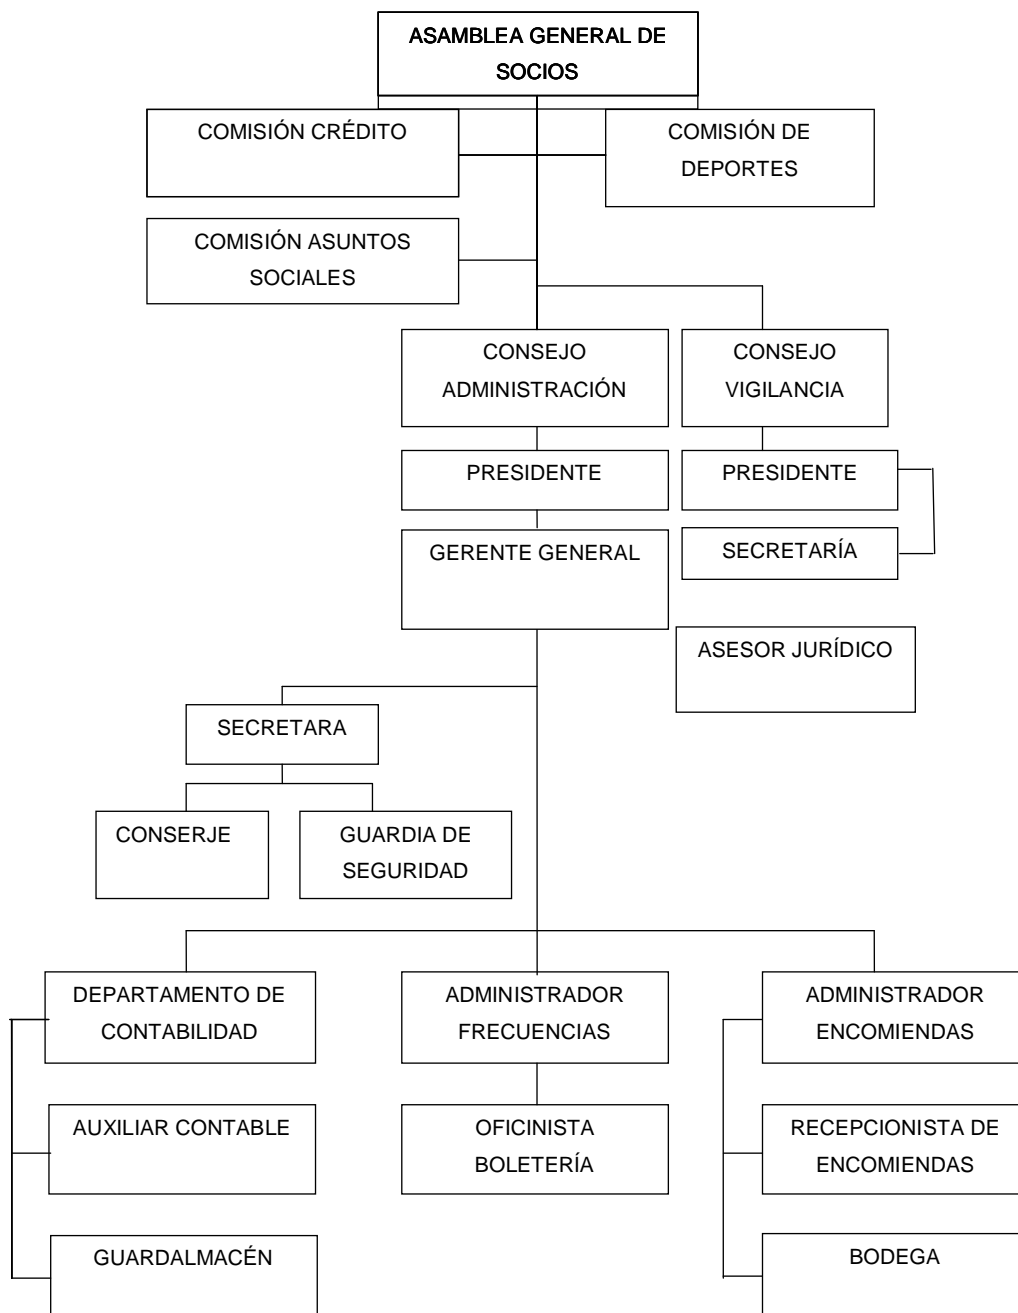 ASAMBLEA GENERAL DE
SOCIOS
COMISIÓN CRÉDITO
COMISIÓN DE
DEPORTES
COMISIÓN ASUNTOS
SOCIALES
CONSEJO
ADMINISTRACIÓN
CONSEJO
VIGILANCIA
PRESIDENTE
PRESIDENTE
GERENTE GENERAL
SECRETARÍA
ASESOR JURÍDICO
SECRETARA
CONSERJE
GUARDIA DE
SEGURIDAD
DEPARTAMENTO DE
CONTABILIDAD
ADMINISTRADOR
FRECUENCIAS
ADMINISTRADOR
ENCOMIENDAS
AUXILIAR CONTABLE
OFICINISTA
BOLETERÍA
RECEPCIONISTA DE
ENCOMIENDAS
GUARDALMACÉN
BODEGA